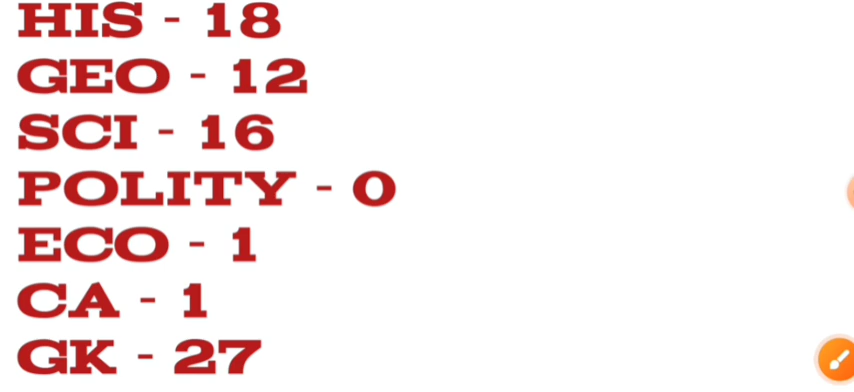 HIS - 18
GEO - 12
SCI - 16
POLITY - 0
ECO - 1
CA - 1
GK - 27